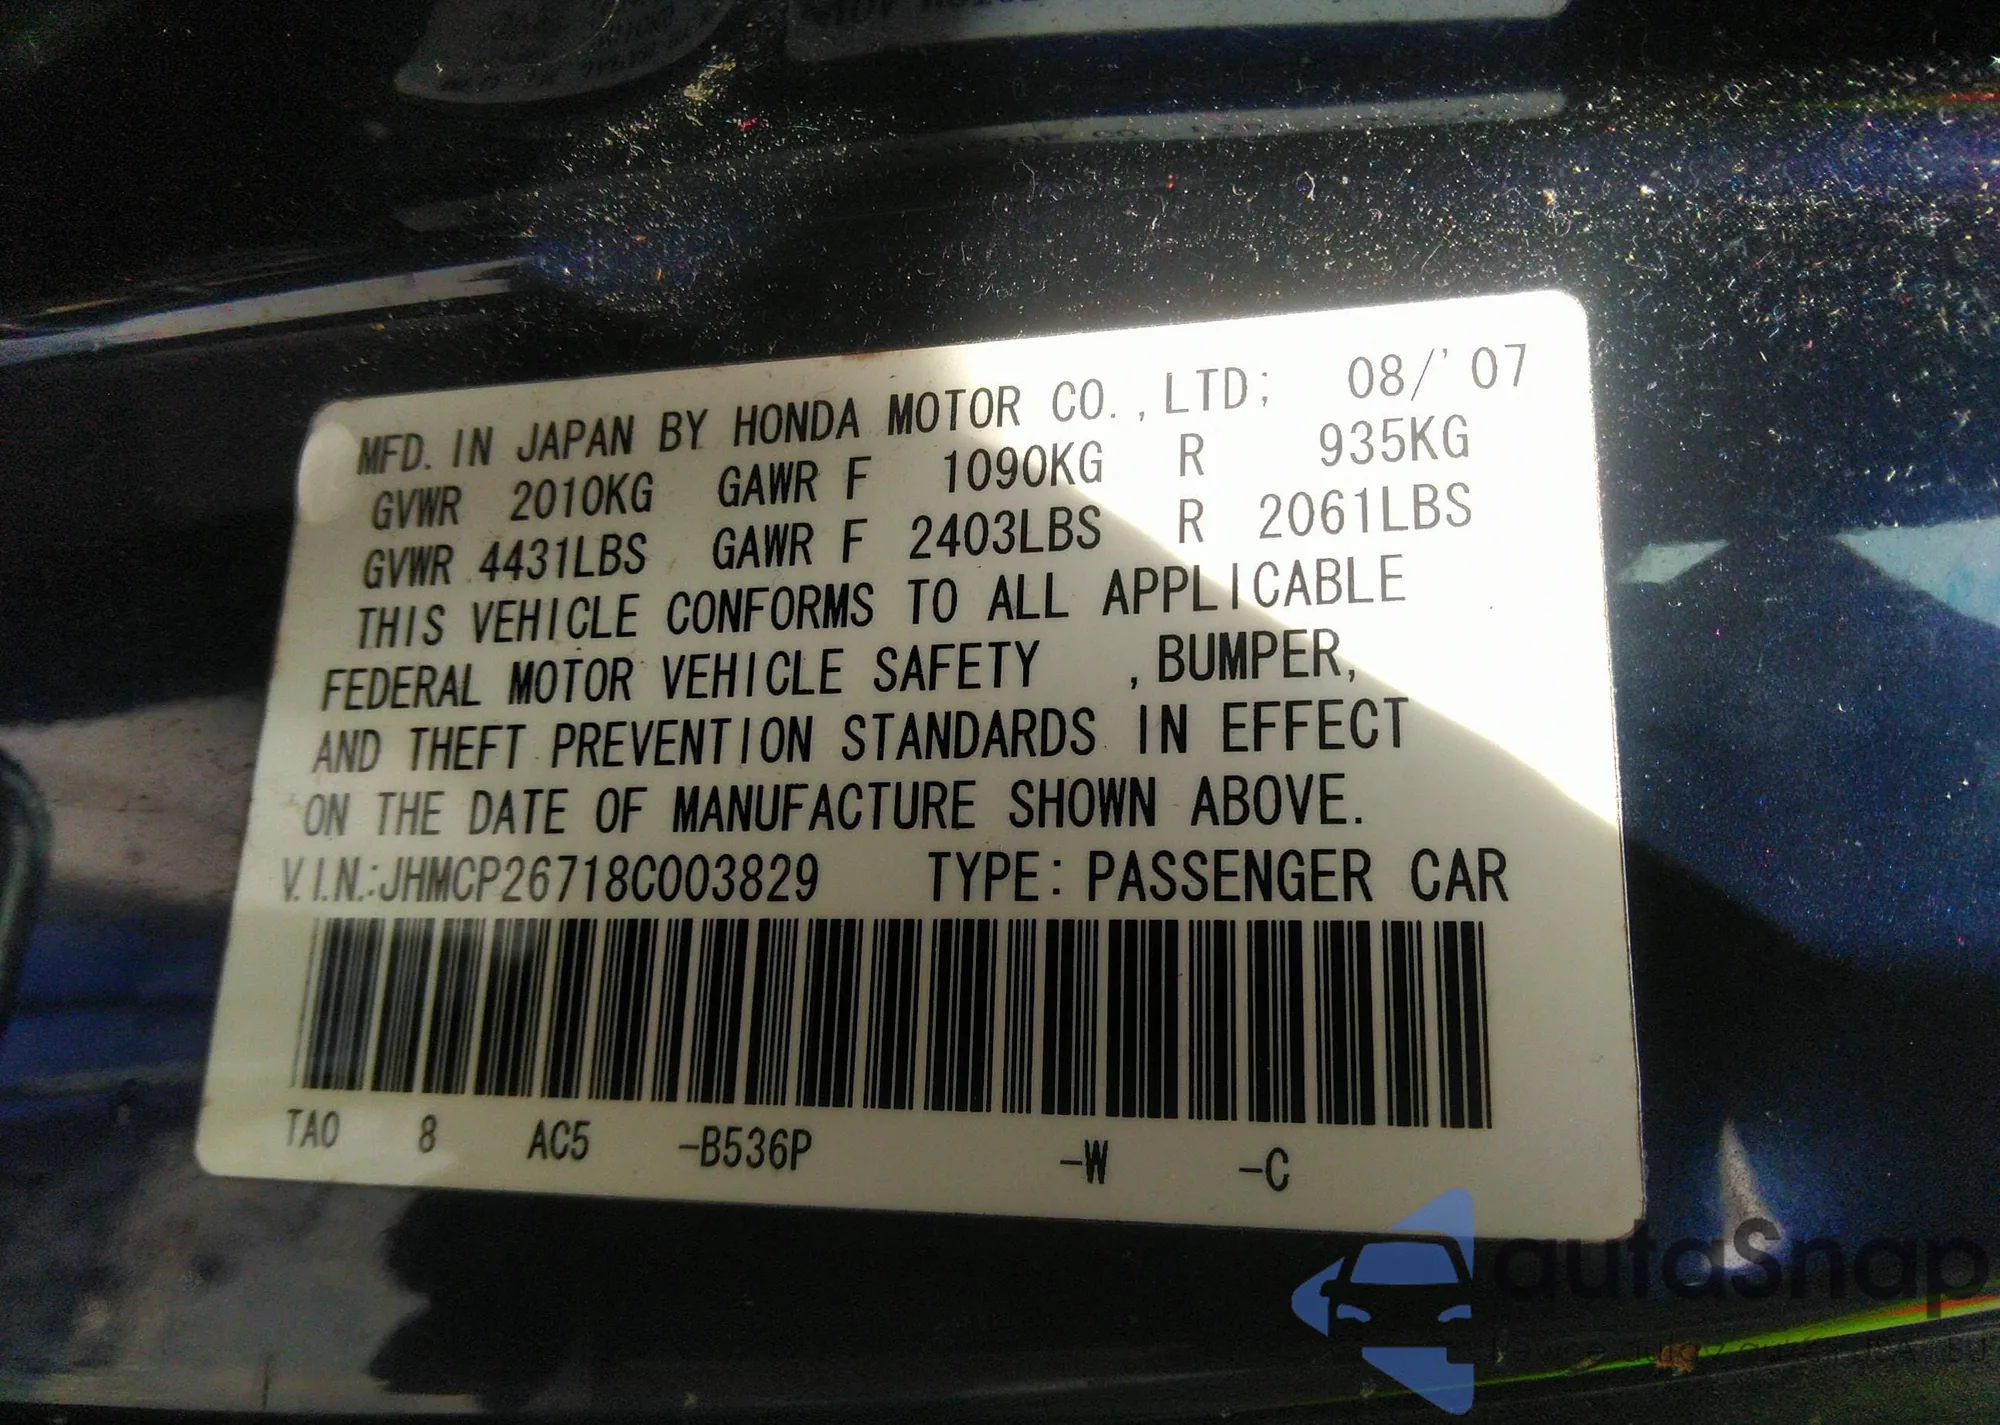 MFD. IN JAPAN BY HONDA MOTOR CO.,LTD; 08/'07
GVWR 2010KG GAWR F 1090KG R 935KG
GVWR 4431LBS GAWR F 2403LBS R 2061LBS
THIS VEHICLE CONFORMS TO ALL APPLICABLE
FEDERAL MOTOR VEHICLE SAFETY ,BUMPER,
AND THEFT PREVENTION STANDARDS IN EFFECT
ON THE DATE OF MANUFACTURE SHOWN ABOVE.
V.I.N.:JHMCP26718C003829 TYPE: PASSENGER CAR
TA0 8 AC5 -B536P -W -C
autaSnap